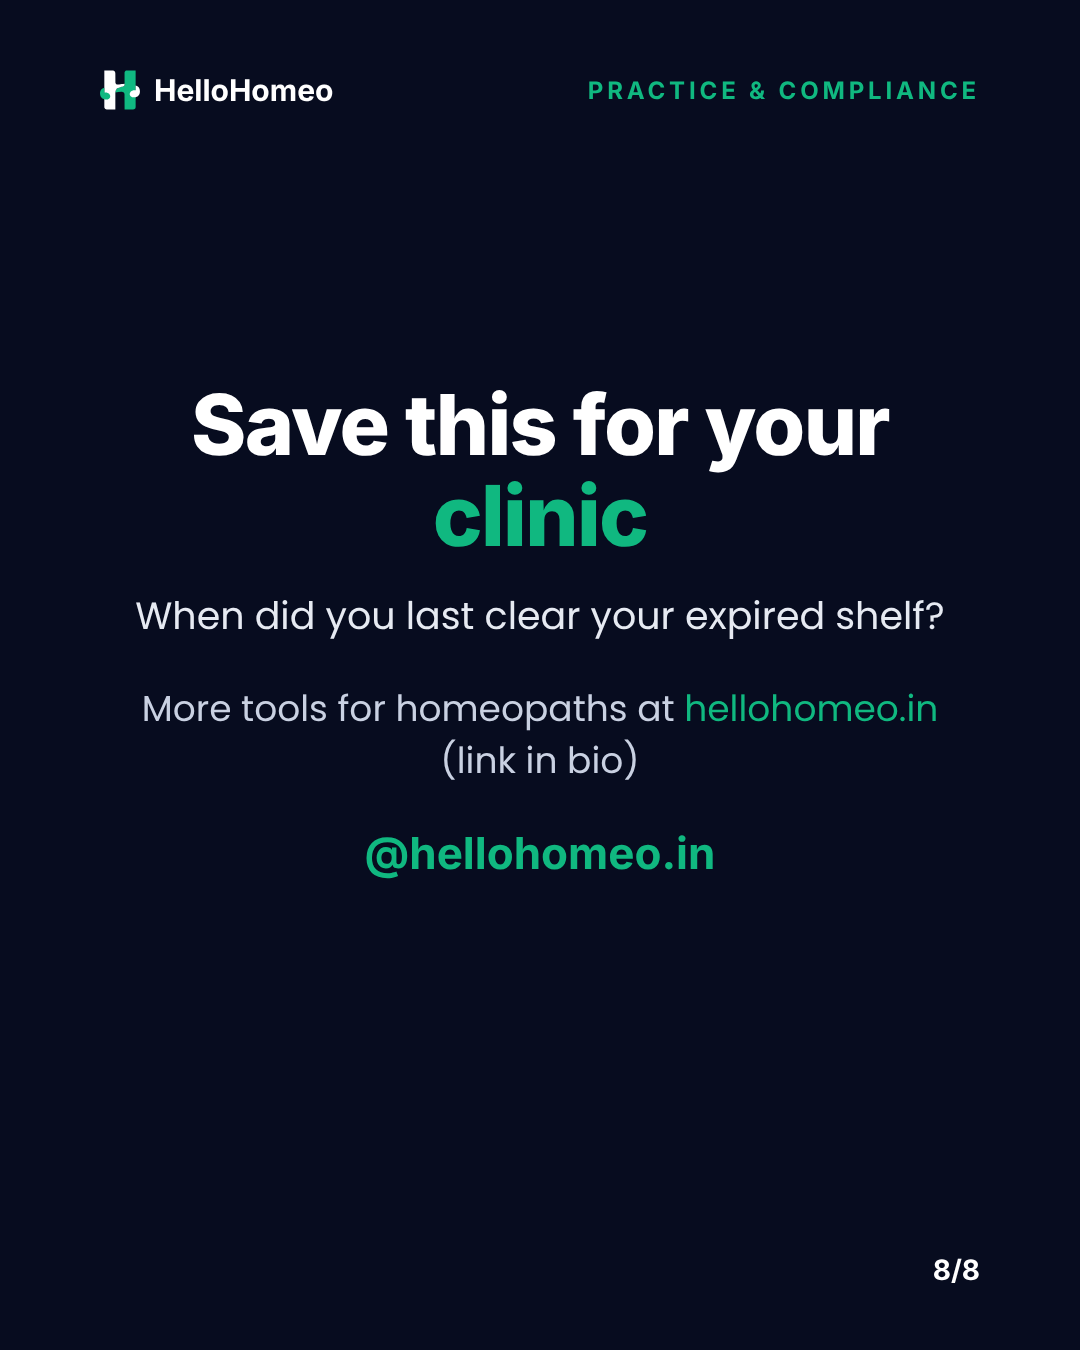 HelloHomeo
PRACTICE & COMPLIANCE
Save this for your
clinic
When did you last clear your expired shelf?
More tools for homeopaths at hellohomeo.in
(link in bio)
@hellohomeo.in
8/8